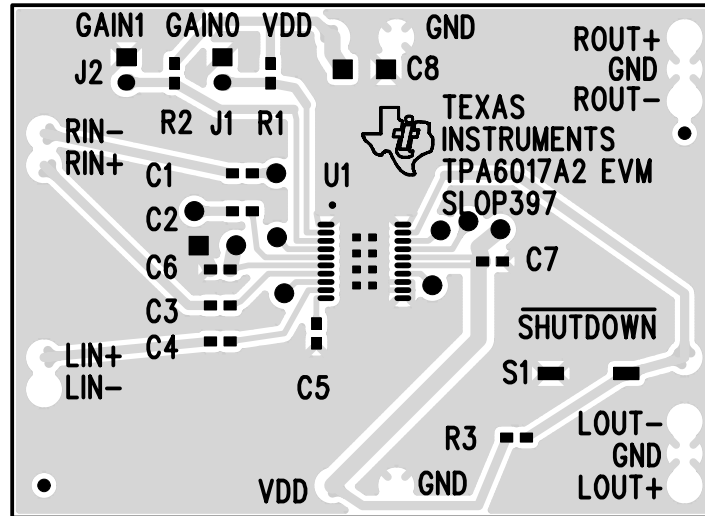 GAIN1 GAIN0 VDD GND
ROUT+
J2 C8 GND
ROUT-
R2 J1 R1
TEXAS
INSTRUMENTS
TPA6017A2 EVM
SLOP397
RIN-
RIN+
C1 U1
C2
C6 C7
C3
C4
SHUTDOWN
LIN+
LIN-
C5 S1
R3
LOUT-
GND
LOUT+
VDD GND